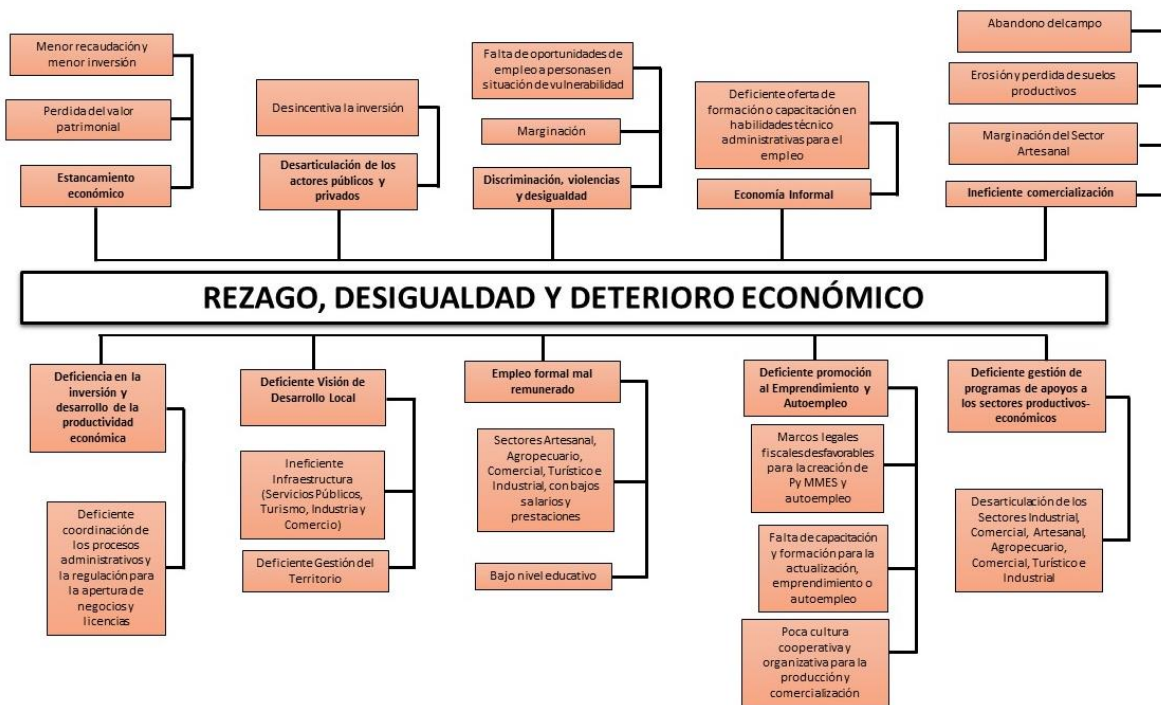 Menor recaudación y
menor inversión
Perdida del valor
patrimonial
Estancamiento
económico
Desincentiva la inversión
Desarticulación de los
actores públicos y
privados
Falta de oportunidades de
empleo a personas en
situación de vulnerabilidad
Marginación
Discriminación, violencias
y desigualdad
Deficiente oferta de
formación o capacitación en
habilidades técnico
administrativas para el
empleo
Economía Informal
Abandono del campo
Erosión y perdida de suelos
productivos
Marginación del Sector
Artesanal
Ineficiente comercialización
REZAGO, DESIGUALDAD Y DETERIORO ECONÓMICO
Deficiencia en la
inversión y
desarrollo de la
productividad
económica
Deficiente
coordinación de
los procesos
administrativos y
la regulación para
la apertura de
negocios y
licencias
Deficiente Visión de
Desarrollo Local
Ineficiente
Infraestructura
(Servicios Públicos,
Turismo, Industria y
Comercio)
Deficiente Gestión del
Territorio
Empleo formal mal
remunerado
Sectores Artesanal,
Agropecuario,
Comercial, Turístico e
Industrial, con bajos
salarios y
prestaciones
Bajo nivel educativo
Deficiente promoción
al Emprendimiento y
Autoempleo
Marcos legales
fiscales desfavorables
para la creación de
Py MMES y
autoempleo
Falta de capacitación
y formación para la
actualización,
emprendimiento o
autoempleo
Poca cultura
cooperativa y
organizativa para la
producción y
comercialización
Deficiente gestión de
programas de apoyos a
los sectores productivos-
económicos
Desarticulación de los
Sectores Industrial,
Comercial, Artesanal,
Agropecuario,
Comercial, Turístico e
Industrial